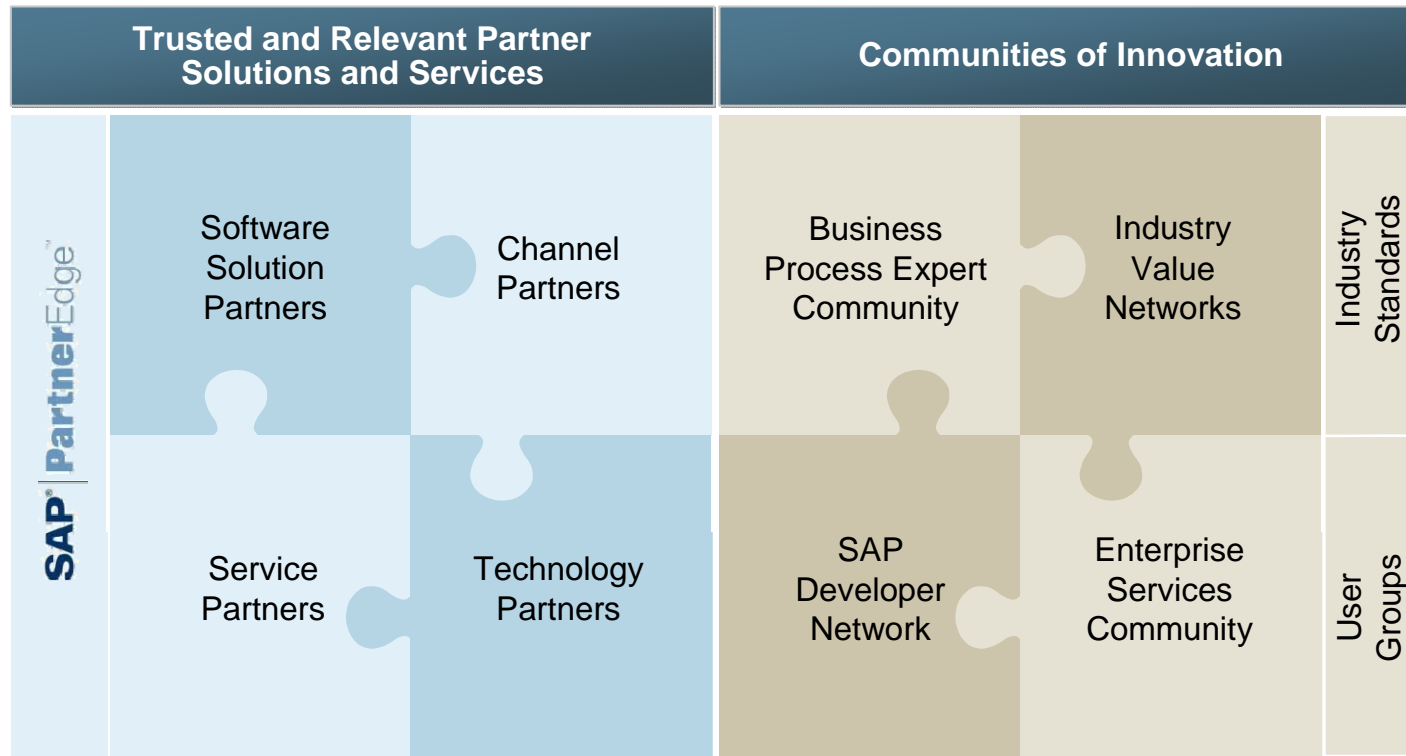 Trusted and Relevant Partner
Solutions and Services
Communities of Innovation
SAP® PartnerEdge™
Software
Solution
Partners
Channel
Partners
Business
Process Expert
Community
Industry
Value
Networks
Industry
Standards
Service
Partners
Technology
Partners
SAP
Developer
Network
Enterprise
Services
Community
User
Groups